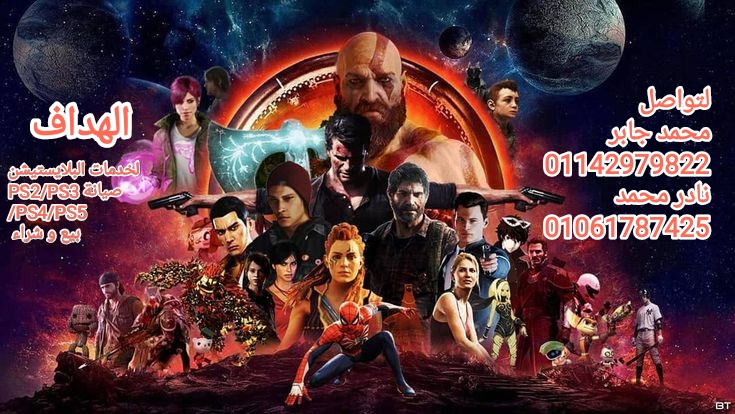 الهداف
لخدمات البلايستيشن
صيانة PS2/PS3
/PS4/PS5
بيع و شراء
لتواصل
محمد جابر
01142979822
نادر محمد
01061787425
BT